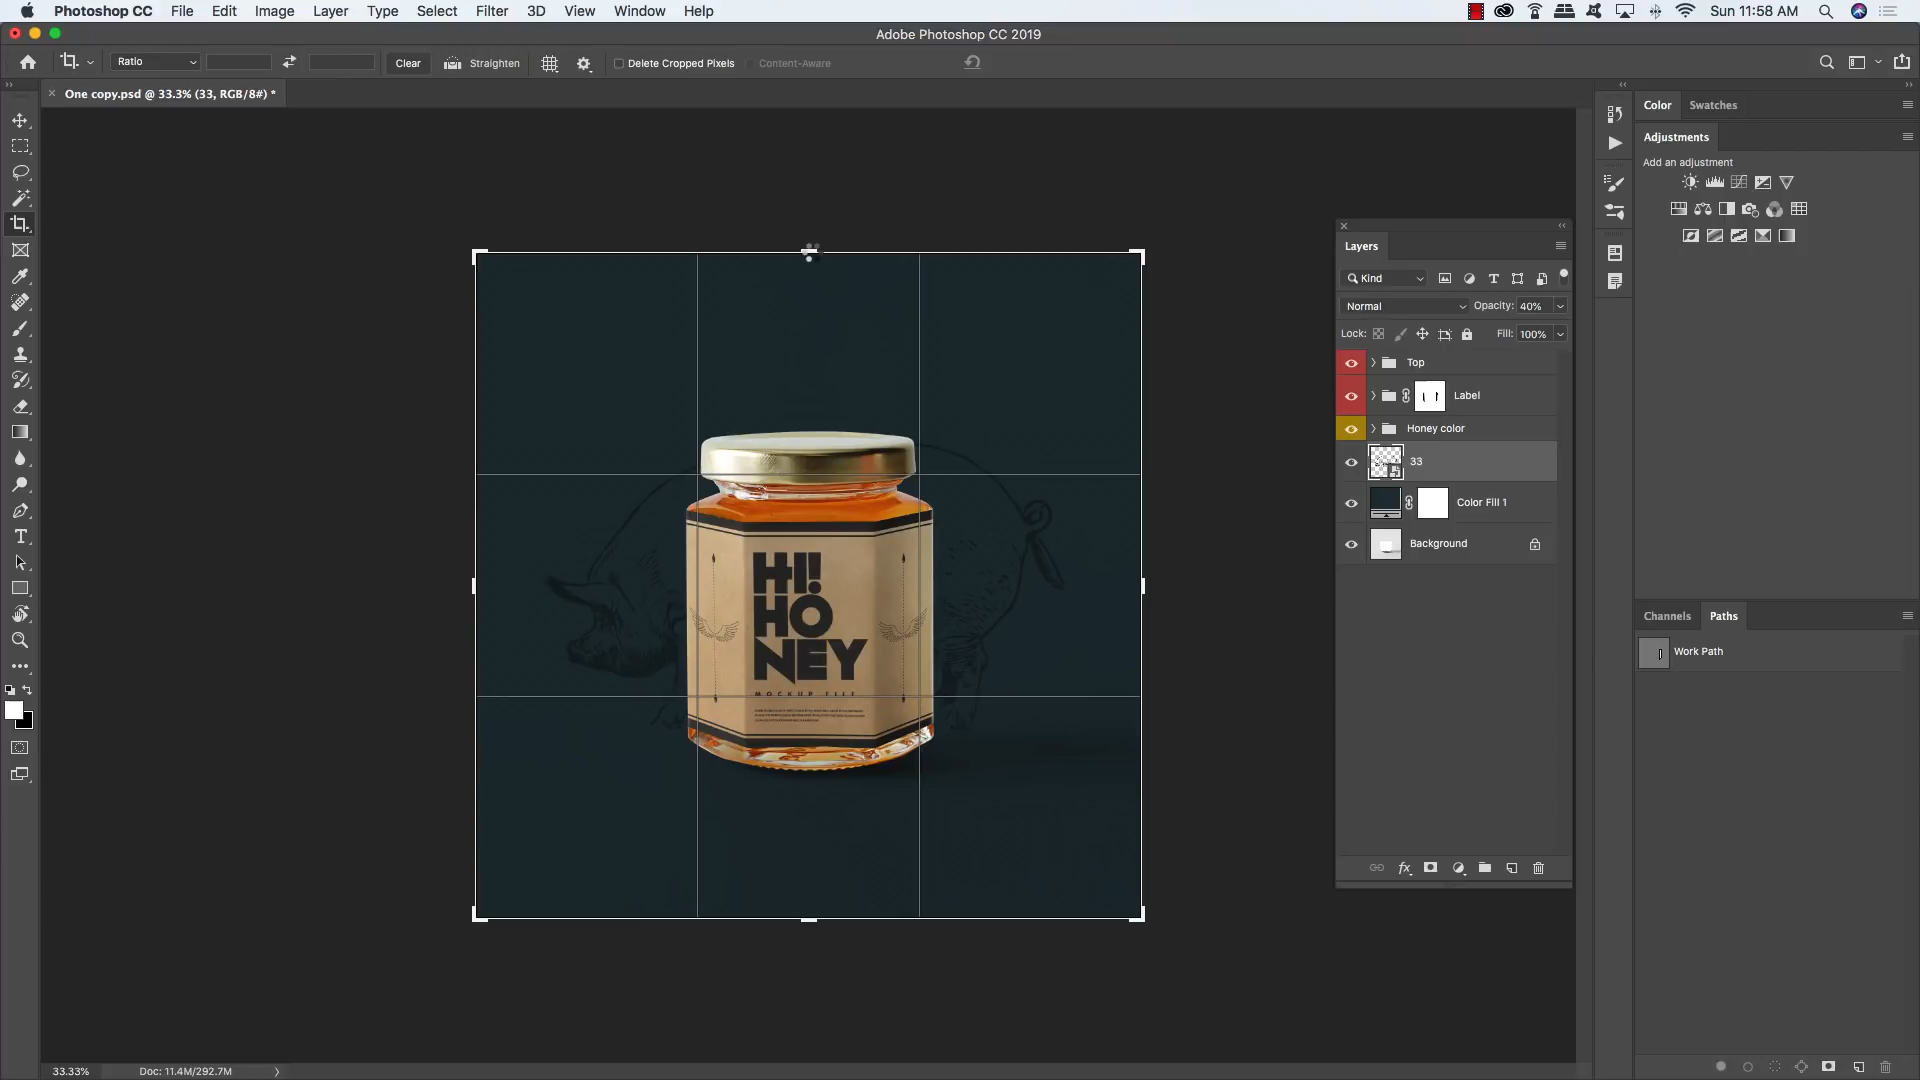 Photoshop CC File Edit Image Layer Type Select Filter 3D View Window Help Sun 11:58 AM
Adobe Photoshop CC 2019
Ratio Clear Straighten Delete Cropped Pixels Content-Aware
One copy.psd @ 33.3% (33, RGB/8#) *
Color Swatches
Adjustments
Add an adjustment
Layers
Kind
Normal Opacity: 40%
Lock: Fill: 100%
Top
Label
Honey color
33
Color Fill 1
Background
HI!
HO
NEY
MOCKUP FILE
Channels Paths
Work Path
33.33% Doc: 11.4M/292.7M